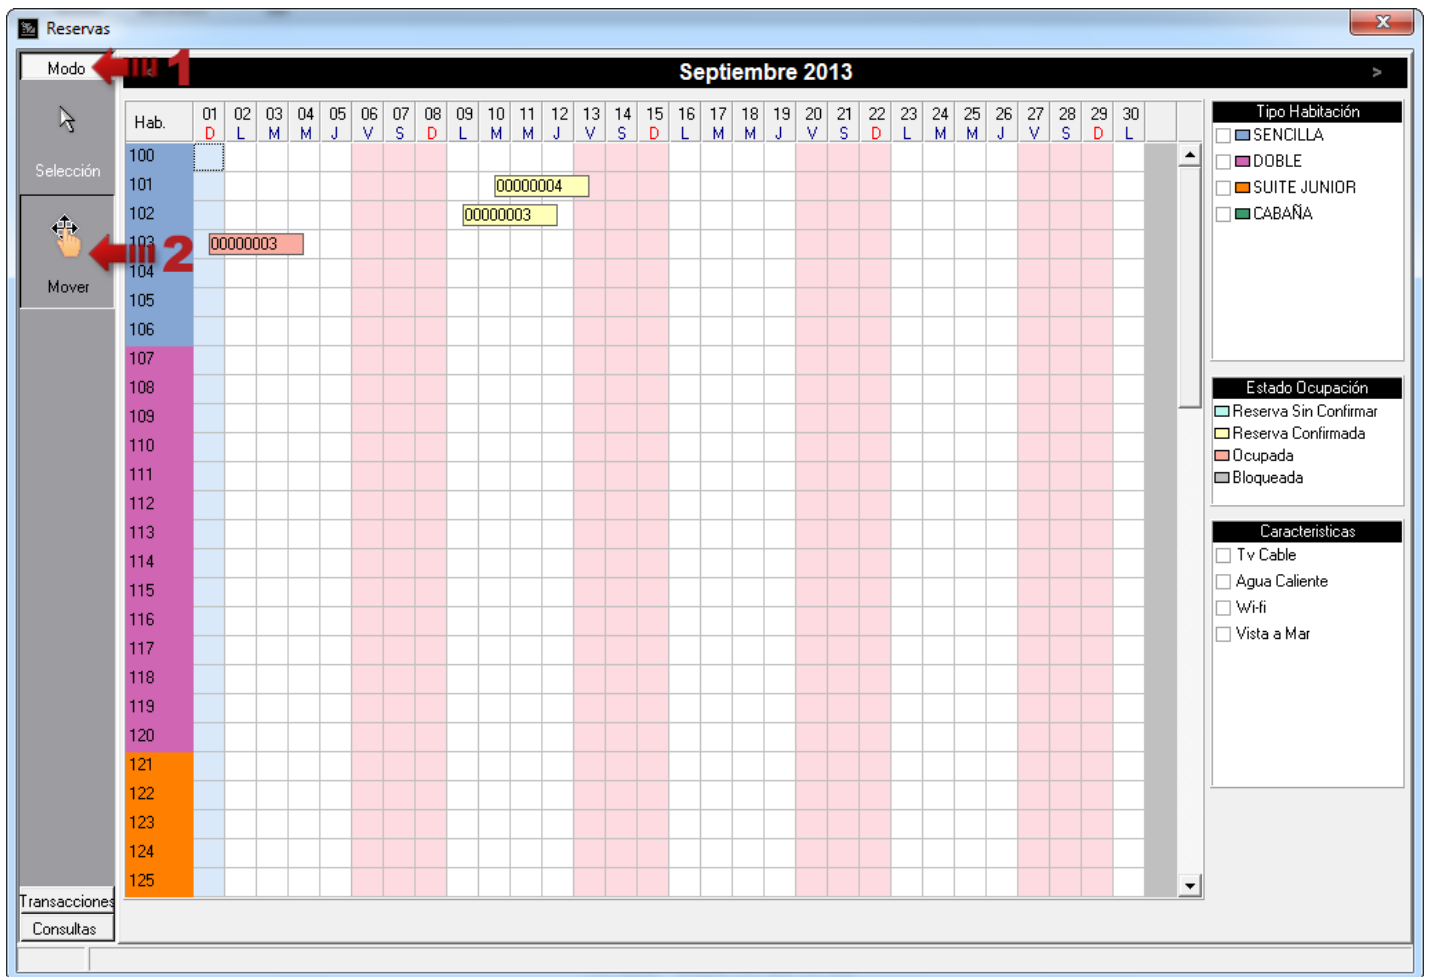 Reservas
Modo
1
Septiembre 2013
>
Selección
2
Mover
Transacciones
Consultas
Hab. 01 02 03 04 05 06 07 08 09 10 11 12 13 14 15 16 17 18 19 20 21 22 23 24 25 26 27 28 29 30
D L M M J V S D L M M J V S D L M M J V S D L M M J V S D L
100
101 00000004
102 00000003
103 00000003
104
105
106
107
108
109
110
111
112
113
114
115
116
117
118
119
120
121
122
123
124
125
Tipo Habitación
SENCILLA
DOBLE
SUITE JUNIOR
CABAÑA
Estado Ocupación
Reserva Sin Confirmar
Reserva Confirmada
Ocupada
Bloqueada
Caracteristicas
Tv Cable
Agua Caliente
Wi-fi
Vista a Mar